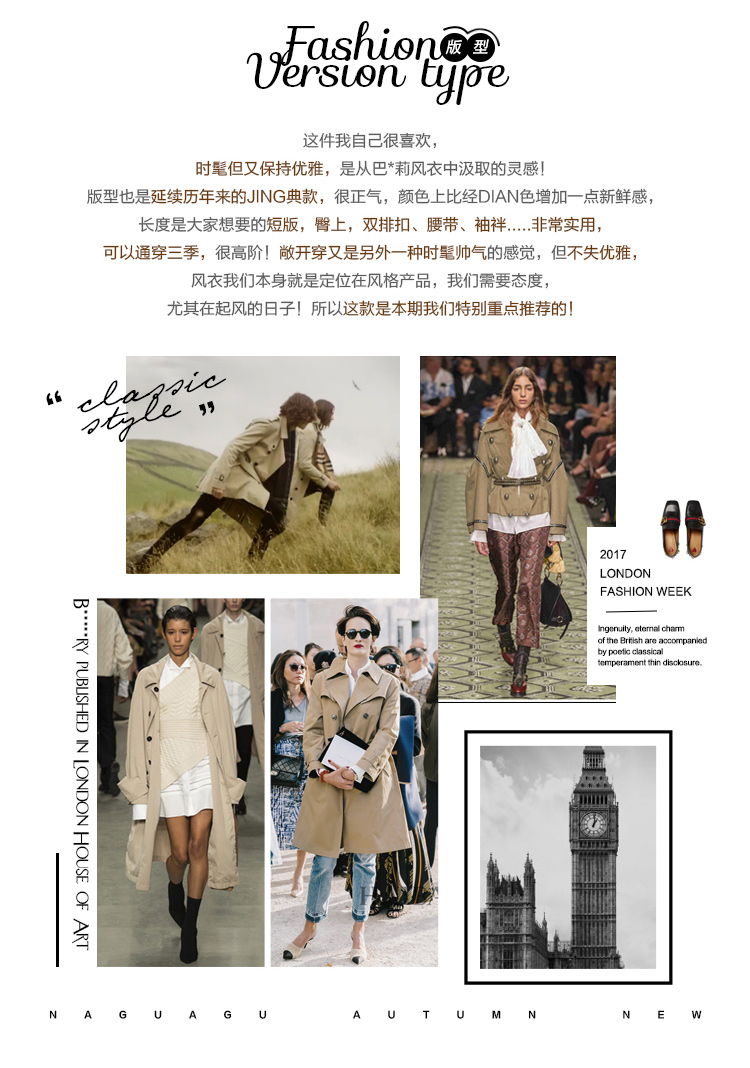 Fashion 版型
Version type
这件我自己很喜欢，
时髦但又保持优雅，是从巴*莉风衣中汲取的灵感！
版型也是延续历年来的JING典款，很正气，颜色上比经DIAN色增加一点新鲜感，
长度是大家想要的短版，臀上，双排扣、腰带、袖袢.....非常实用，
可以通穿三季，很高阶！敞开穿又是另外一种时髦帅气的感觉，但不失优雅，
风衣我们本身就是定位在风格产品，我们需要态度，
尤其在起风的日子！所以这款是本期我们特别重点推荐的！
“ classic
style ”
2017
LONDON
FASHION WEEK
Ingenuity, eternal charm
of the British are accompanied
by poetic classical
temperament thin disclosure.
B*****RY PUBLISHED IN LONDON HOUSE OF ART
NAGUAGU AUTUMN NEW